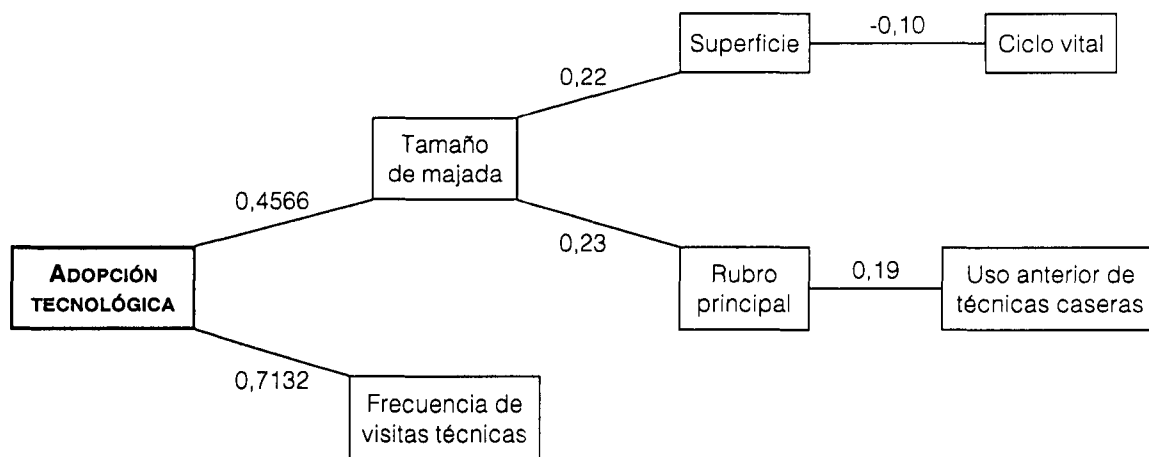 Superficie
-0,10
Ciclo vital
0,22
Tamaño
de majada
0,4566
0,23
ADOPCIÓN
TECNOLÓGICA
Rubro
principal
0,19
Uso anterior de
técnicas caseras
0,7132
Frecuencia de
visitas técnicas